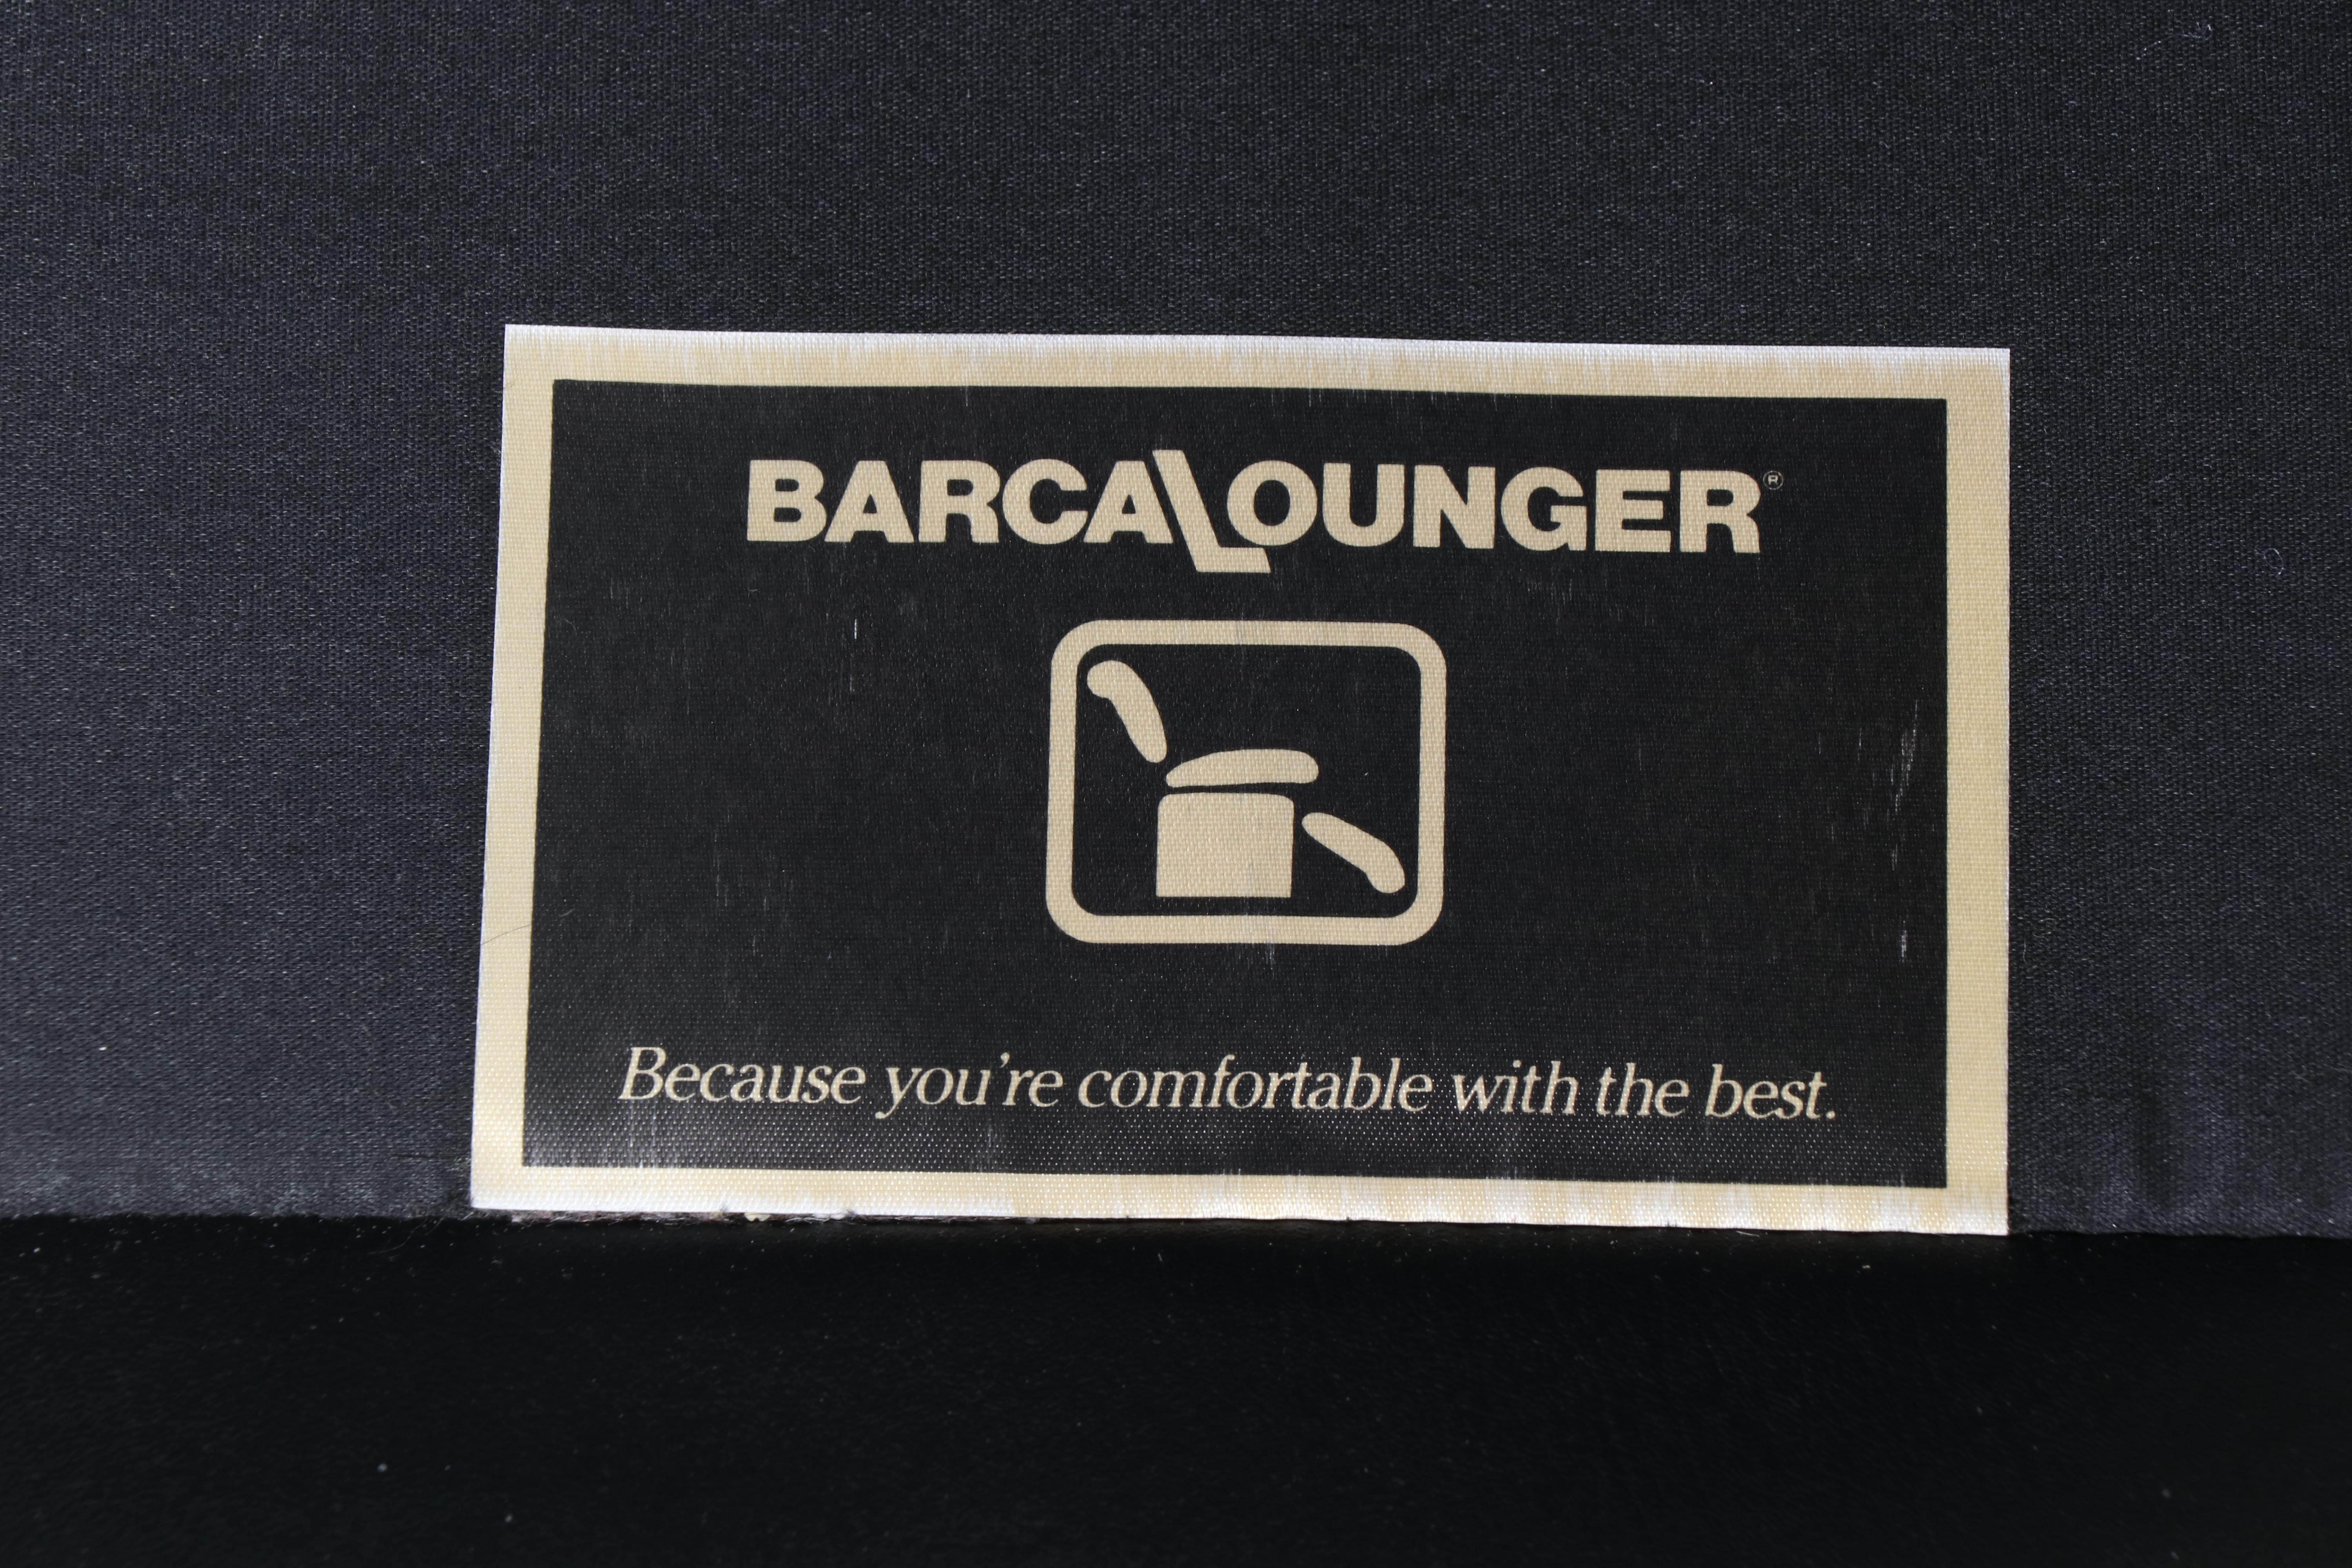 BARCALOUNGER®
Because you're comfortable with the best.